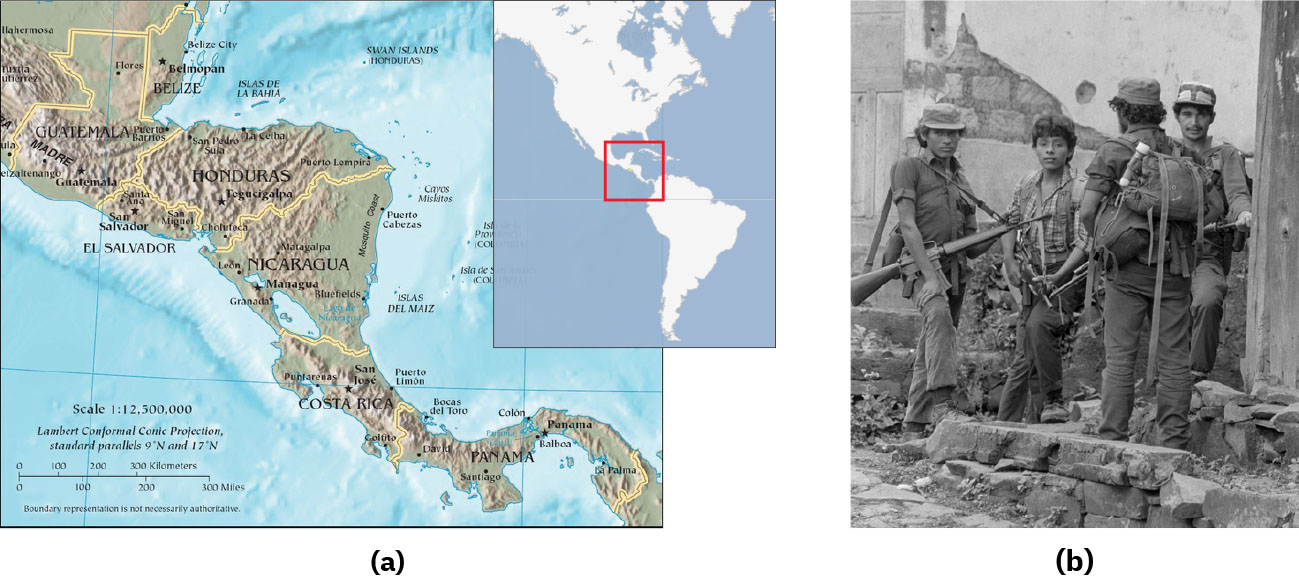 llahermosa
Belize City
Flores
Belmopan
BELIZE
SWAN ISLANDS
(HONDURAS)
ISLAS DE
LA BAHIA
GUATEMALA
Puerto
Barrios
La Ceiba
San Pedro
Sula
MADRE
Puerto Lempira
HONDURAS
Guatemala
Tegucigalpa
Cayos
Miskitos
Santa
Ana
San
Salvador
San
Miguel
Choluteca
EL SALVADOR
Mosquito Coast
Puerto
Cabezas
Matagalpa
León
NICARAGUA
Managua
Granada
Bluefields
Lago de
Nicaragua
ISLAS
DEL MAIZ
San
José
Puntarenas
Puerto
Limón
COSTA RICA
Bocas
del Toro
Colón
Panama
Balboa
Golfito
David
PANAMA
Santiago
La Palma
Scale 1:12,500,000
Lambert Conformal Conic Projection,
standard parallels 9°N and 17°N
0 100 200 300 Kilometers
0 100 200 300 Miles
Boundary representation is not necessarily authoritative.
(a)
(b)